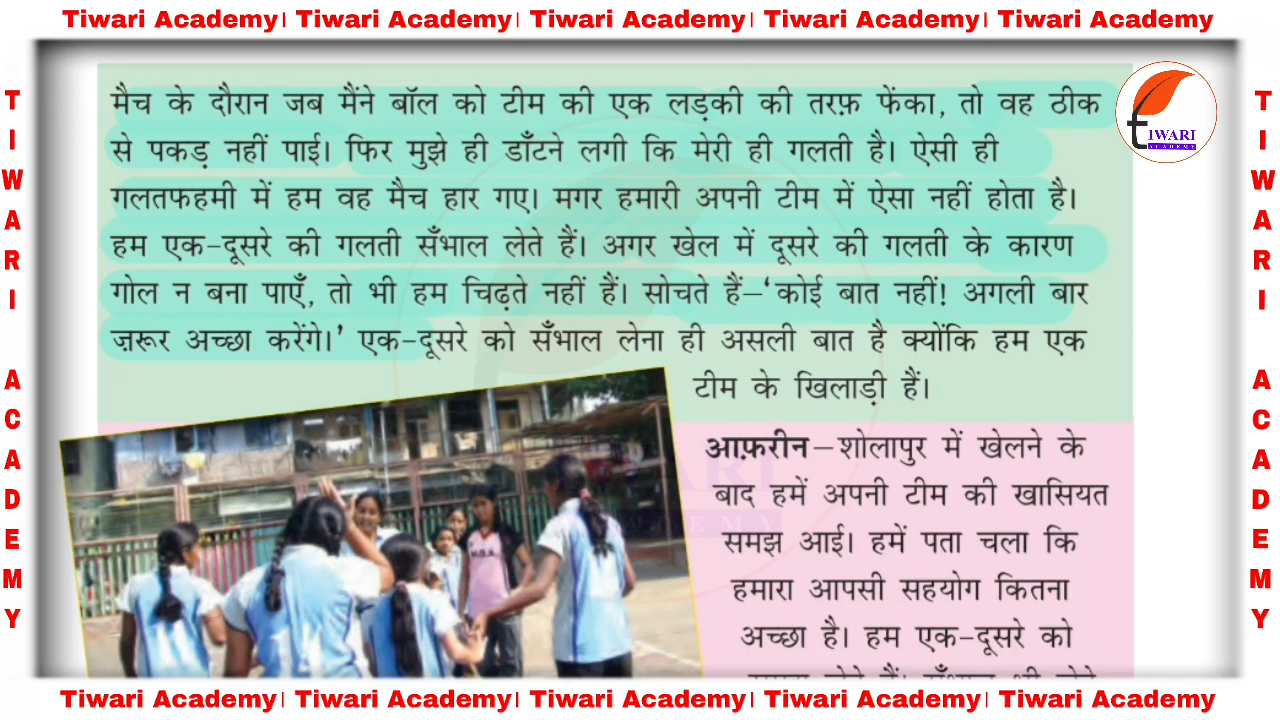 Tiwari Academy। Tiwari Academy। Tiwari Academy। Tiwari Academy। Tiwari Academy
TIWARI ACADEMY
मैच के दौरान जब मैंने बॉल को टीम की एक लड़की की तरफ़ फेंका, तो वह ठीक
से पकड़ नहीं पाई। फिर मुझे ही डाँटने लगी कि मेरी ही गलती है। ऐसी ही
गलतफहमी में हम वह मैच हार गए। मगर हमारी अपनी टीम में ऐसा नहीं होता है।
हम एक-दूसरे की गलती सँभाल लेते हैं। अगर खेल में दूसरे की गलती के कारण
गोल न बना पाएँ, तो भी हम चिढ़ते नहीं हैं। सोचते हैं–‘कोई बात नहीं! अगली बार
ज़रूर अच्छा करेंगे।’ एक-दूसरे को सँभाल लेना ही असली बात है क्योंकि हम एक
टीम के खिलाड़ी हैं।
आफ़रीन–शोलापुर में खेलने के
बाद हमें अपनी टीम की खासियत
समझ आई। हमें पता चला कि
हमारा आपसी सहयोग कितना
अच्छा है। हम एक-दूसरे को
TIWARI
ACADEMY
TIWARI ACADEMY
Tiwari Academy। Tiwari Academy। Tiwari Academy। Tiwari Academy। Tiwari Academy